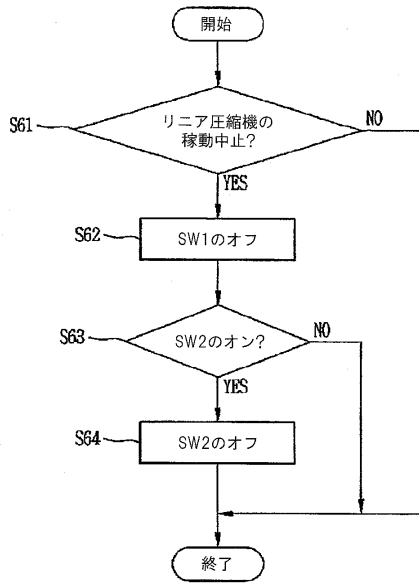 開始
S61
リニア圧縮機の
稼動中止?
NO
YES
S62
SW1のオフ
S63
SW2のオン?
NO
YES
S64
SW2のオフ
終了